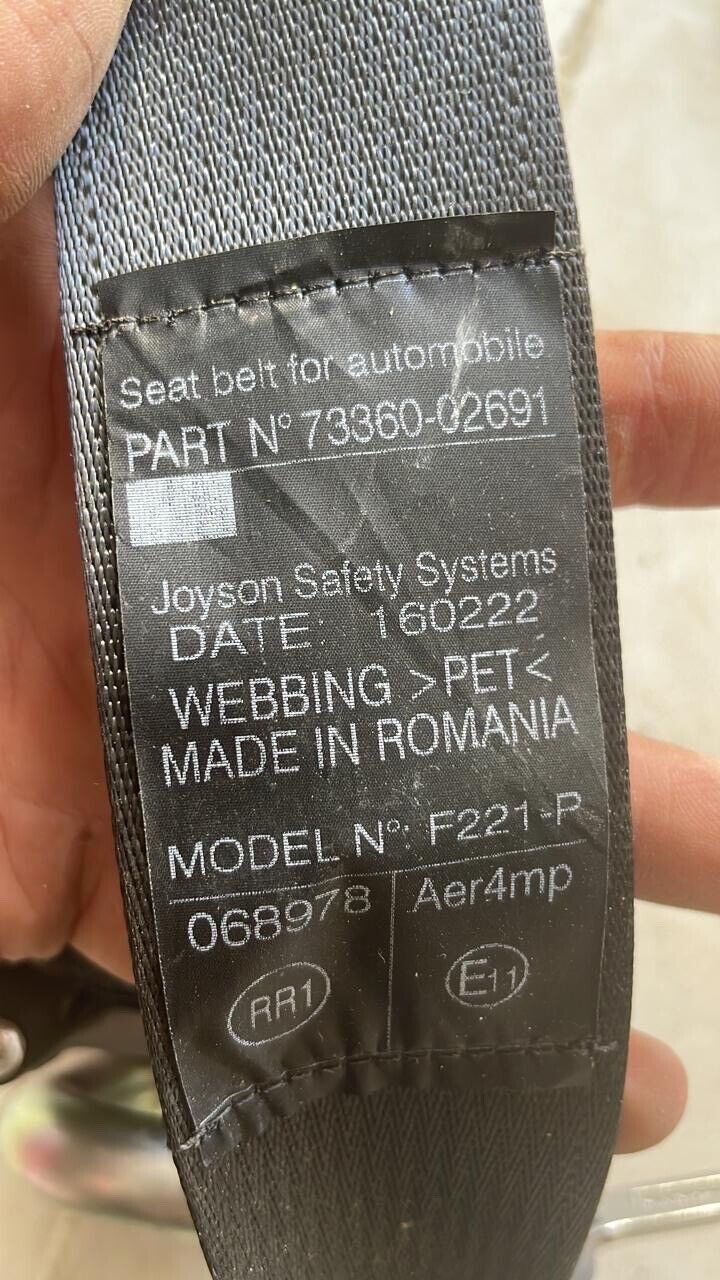 Seat belt for automobile
PART N° 73360-02691
Joyson Safety Systems
DATE: 160222
WEBBING >PET<
MADE IN ROMANIA
MODEL N°: F221-P
068978 Aer4mp
RR1 E11